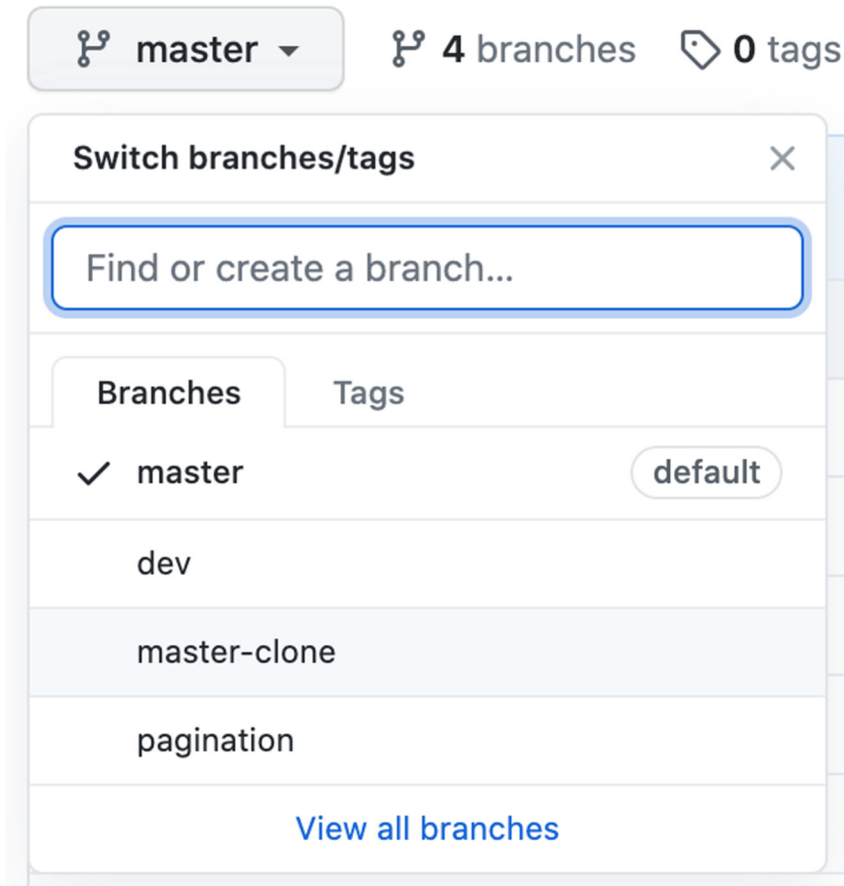 master 4 branches 0 tags
Switch branches/tags
Find or create a branch...
Branches Tags
master default
dev
master-clone
pagination
View all branches